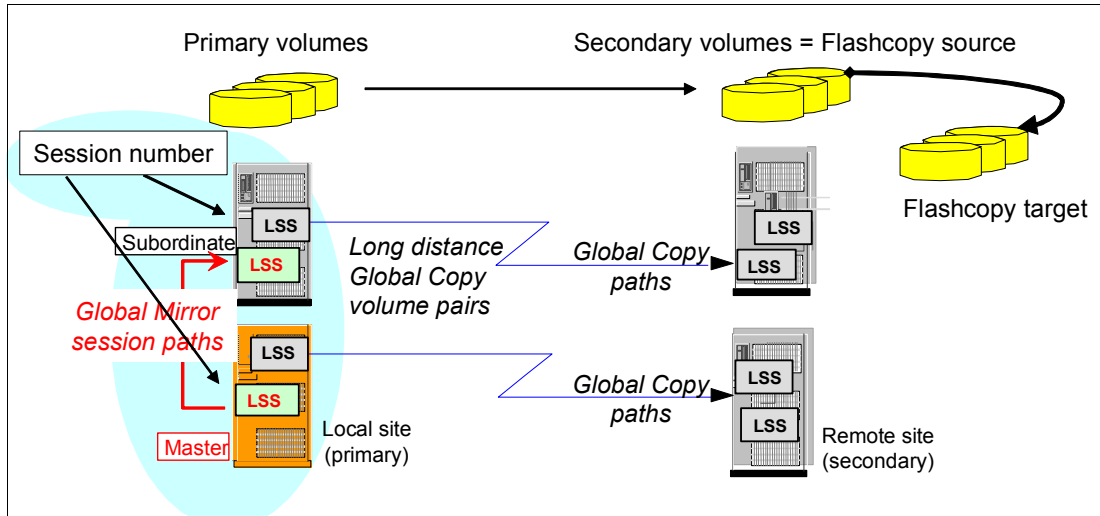 Primary volumes
Secondary volumes = Flashcopy source
Session number
Flashcopy target
LSS
LSS
Subordinate
LSS
Long distance
Global Copy
volume pairs
Global Copy
paths
LSS
LSS
Global Mirror
session paths
LSS
LSS
Global Copy
paths
LSS
LSS
Master
Local site
(primary)
Remote site
(secondary)